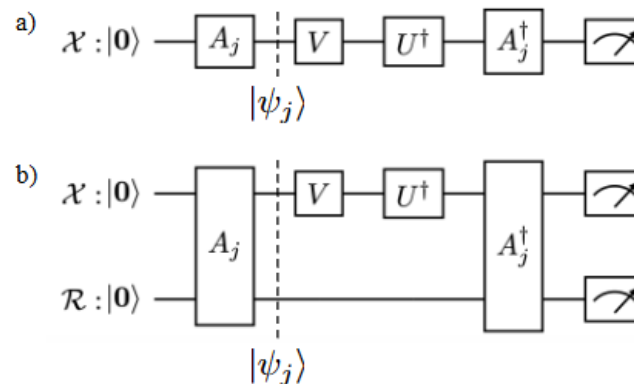 a) 𝒳 : |0⟩ A_j V U† A_j†
|ψ_j⟩
b) 𝒳 : |0⟩ A_j V U† A_j†
ℛ : |0⟩
|ψ_j⟩